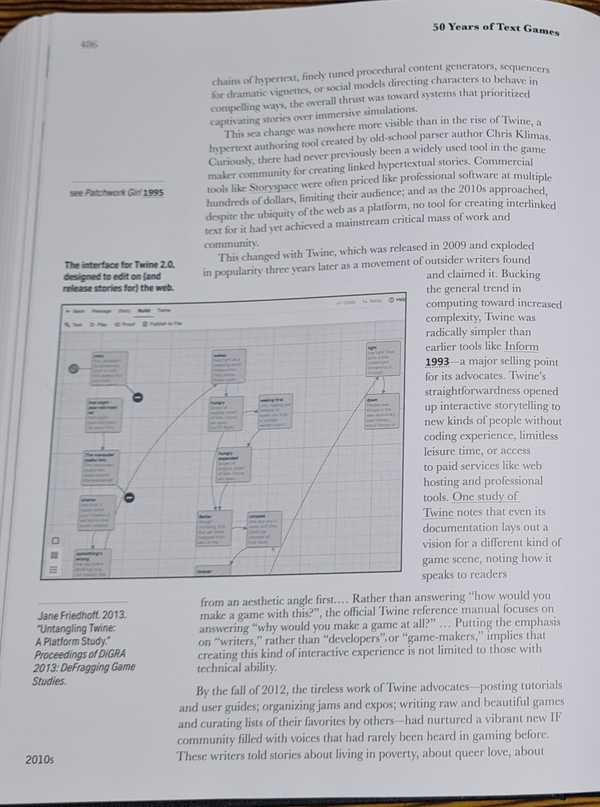 50 Years of Text Games
486
chains of hypertext, finely tuned procedural content generators, sequencers
for dramatic vignettes, or social models directing characters to behave in
compelling ways, the overall thrust was toward systems that prioritized
captivating stories over immersive simulations.
This sea change was nowhere more visible than in the rise of Twine, a
hypertext authoring tool created by old-school parser author Chris Klimas.
Curiously, there had never previously been a widely used tool in the game
maker community for creating linked hypertextual stories. Commercial
tools like Storyspace were often priced like professional software at multiple
hundreds of dollars, limiting their audience; and as the 2010s approached,
despite the ubiquity of the web as a platform, no tool for creating interlinked
text for it had yet achieved a mainstream critical mass of work and
community.
see Patchwork Girl 1995
This changed with Twine, which was released in 2009 and exploded
in popularity three years later as a movement of outsider writers found
and claimed it. Bucking
the general trend in
computing toward increased
complexity, Twine was
radically simpler than
earlier tools like Inform
1993—a major selling point
for its advocates. Twine's
straightforwardness opened
up interactive storytelling to
new kinds of people without
coding experience, limitless
leisure time, or access
to paid services like web
hosting and professional
tools. One study of
Twine notes that even its
documentation lays out a
vision for a different kind of
game scene, noting how it
speaks to readers
The interface for Twine 2.0,
designed to edit on (and
release stories for) the web.
Back Passage Story Build Twine
Help
Test Play Proof Publish to File
hungry
hungry
expanded
The marauder
something's
wrong
from an aesthetic angle first.… Rather than answering “how would you
make a game with this?”, the official Twine reference manual focuses on
answering “why would you make a game at all?” … Putting the emphasis
on “writers,” rather than “developers” or “game-makers,” implies that
creating this kind of interactive experience is not limited to those with
technical ability.
Jane Friedhoff. 2013.
“Untangling Twine:
A Platform Study.”
Proceedings of DiGRA
2013: DeFragging Game
Studies.
By the fall of 2012, the tireless work of Twine advocates—posting tutorials
and user guides; organizing jams and expos; writing raw and beautiful games
and curating lists of their favorites by others—had nurtured a vibrant new IF
community filled with voices that had rarely been heard in gaming before.
These writers told stories about living in poverty, about queer love, about
2010s